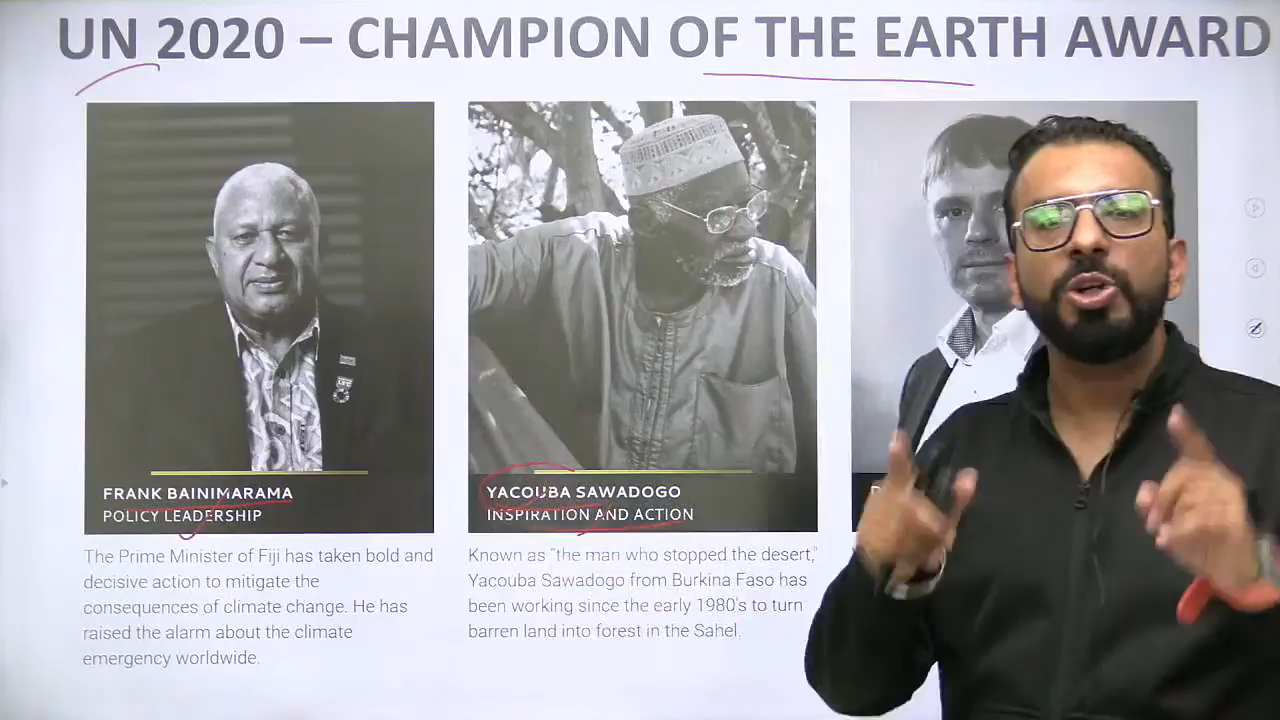 UN 2020 – CHAMPION OF THE EARTH AWARD
FRANK BAINIMARAMA
POLICY LEADERSHIP
The Prime Minister of Fiji has taken bold and
decisive action to mitigate the
consequences of climate change. He has
raised the alarm about the climate
emergency worldwide.
YACOUBA SAWADOGO
INSPIRATION AND ACTION
Known as "the man who stopped the desert,"
Yacouba Sawadogo from Burkina Faso has
been working since the early 1980's to turn
barren land into forest in the Sahel.